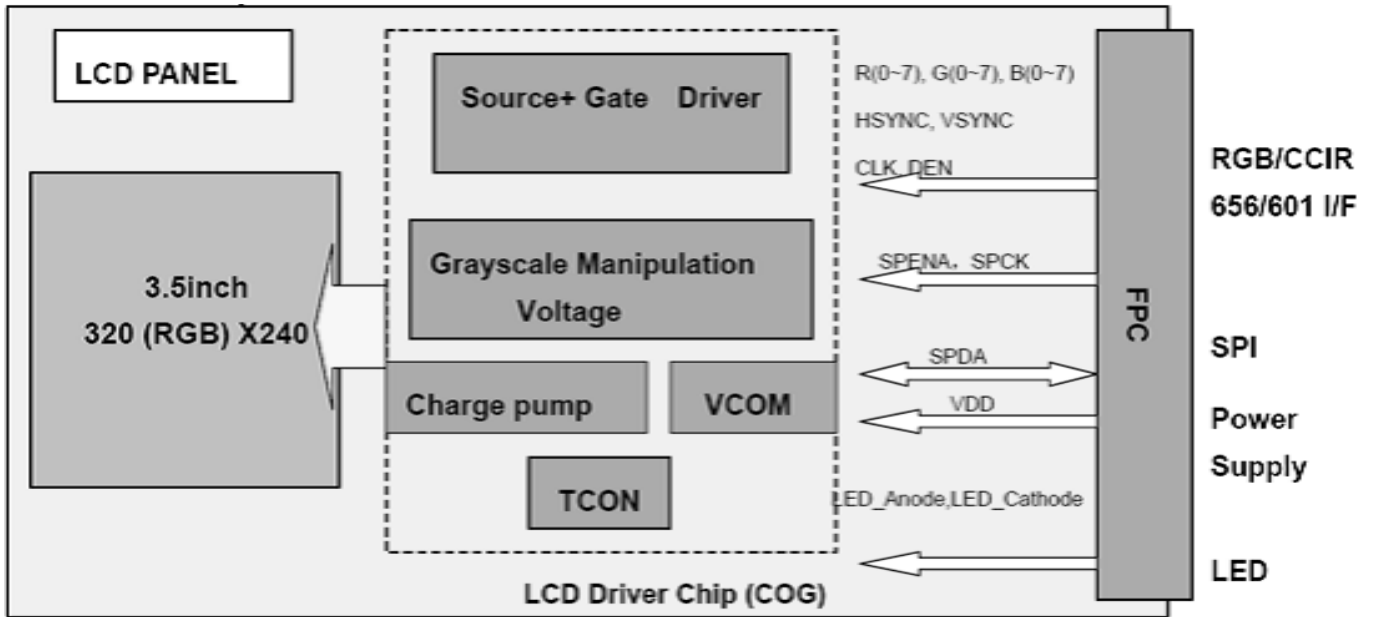 LCD PANEL
Source+ Gate Driver
R(0~7), G(0~7), B(0~7)
HSYNC, VSYNC
CLK_DEN
RGB/CCIR
656/601 I/F
3.5inch
320 (RGB) X240
Grayscale Manipulation
Voltage
SPENA，SPCK
FPC
SPI
SPDA
Charge pump
VCOM
VDD
Power
Supply
TCON
LED_Anode,LED_Cathode
LED
LCD Driver Chip (COG)